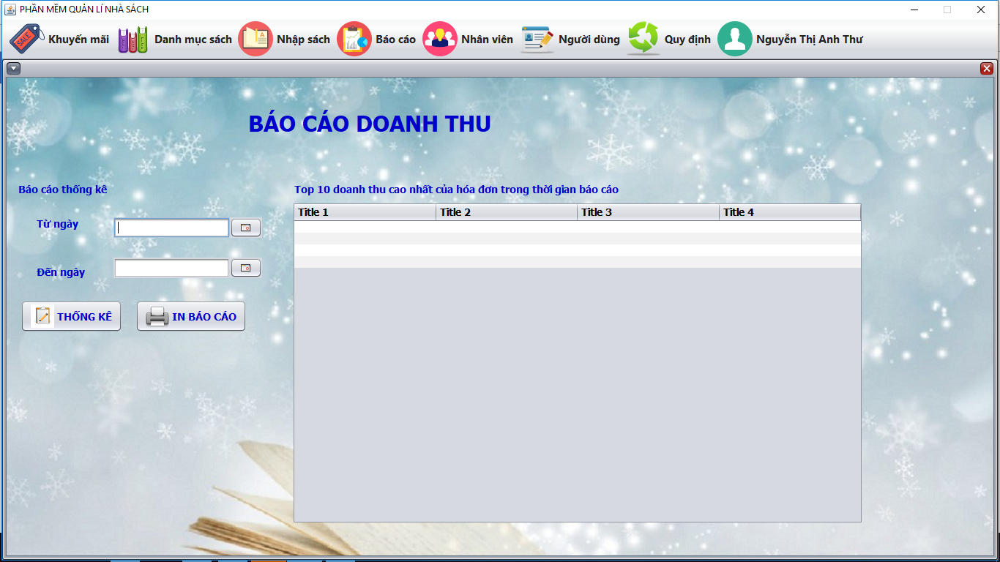 PHẦN MỀM QUẢN LÍ NHÀ SÁCH
Khuyến mãi Danh mục sách Nhập sách Báo cáo Nhân viên Người dùng Quy định Nguyễn Thị Anh Thư
BÁO CÁO DOANH THU
Báo cáo thống kê
Top 10 doanh thu cao nhất của hóa đơn trong thời gian báo cáo
Title 1 Title 2 Title 3 Title 4
Từ ngày
Đến ngày
THỐNG KÊ IN BÁO CÁO
SALE